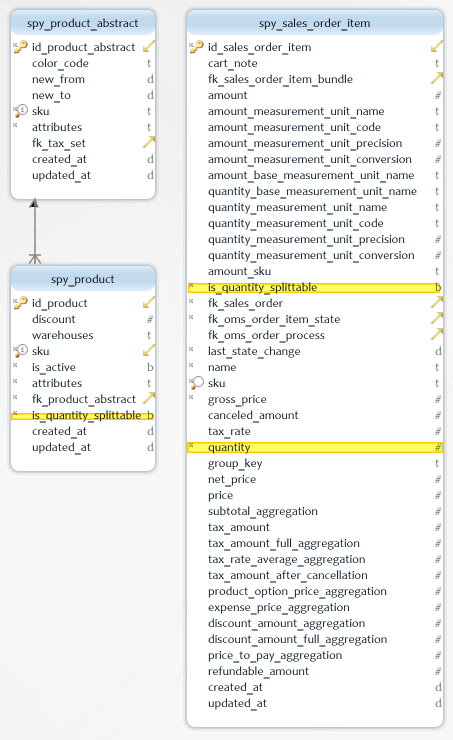 spy_product_abstract
id_product_abstract
color_code t
new_from d
new_to d
sku t
attributes t
fk_tax_set
created_at d
updated_at d
spy_product
id_product
discount #
warehouses t
sku
is_active b
attributes t
fk_product_abstract
is_quantity_splittable b
created_at d
updated_at d
spy_sales_order_item
id_sales_order_item
cart_note t
fk_sales_order_item_bundle
amount #
amount_measurement_unit_name t
amount_measurement_unit_code t
amount_measurement_unit_precision #
amount_measurement_unit_conversion #
amount_base_measurement_unit_name t
quantity_base_measurement_unit_name t
quantity_measurement_unit_name t
quantity_measurement_unit_code t
quantity_measurement_unit_precision #
quantity_measurement_unit_conversion #
amount_sku t
is_quantity_splittable b
fk_sales_order
fk_oms_order_item_state
fk_oms_order_process
last_state_change d
name t
sku t
gross_price #
canceled_amount #
tax_rate #
quantity #
group_key t
net_price #
price #
subtotal_aggregation #
tax_amount #
tax_amount_full_aggregation #
tax_rate_average_aggregation #
tax_amount_after_cancellation #
product_option_price_aggregation #
expense_price_aggregation #
discount_amount_aggregation #
discount_amount_full_aggregation #
price_to_pay_aggregation #
refundable_amount #
created_at d
updated_at d